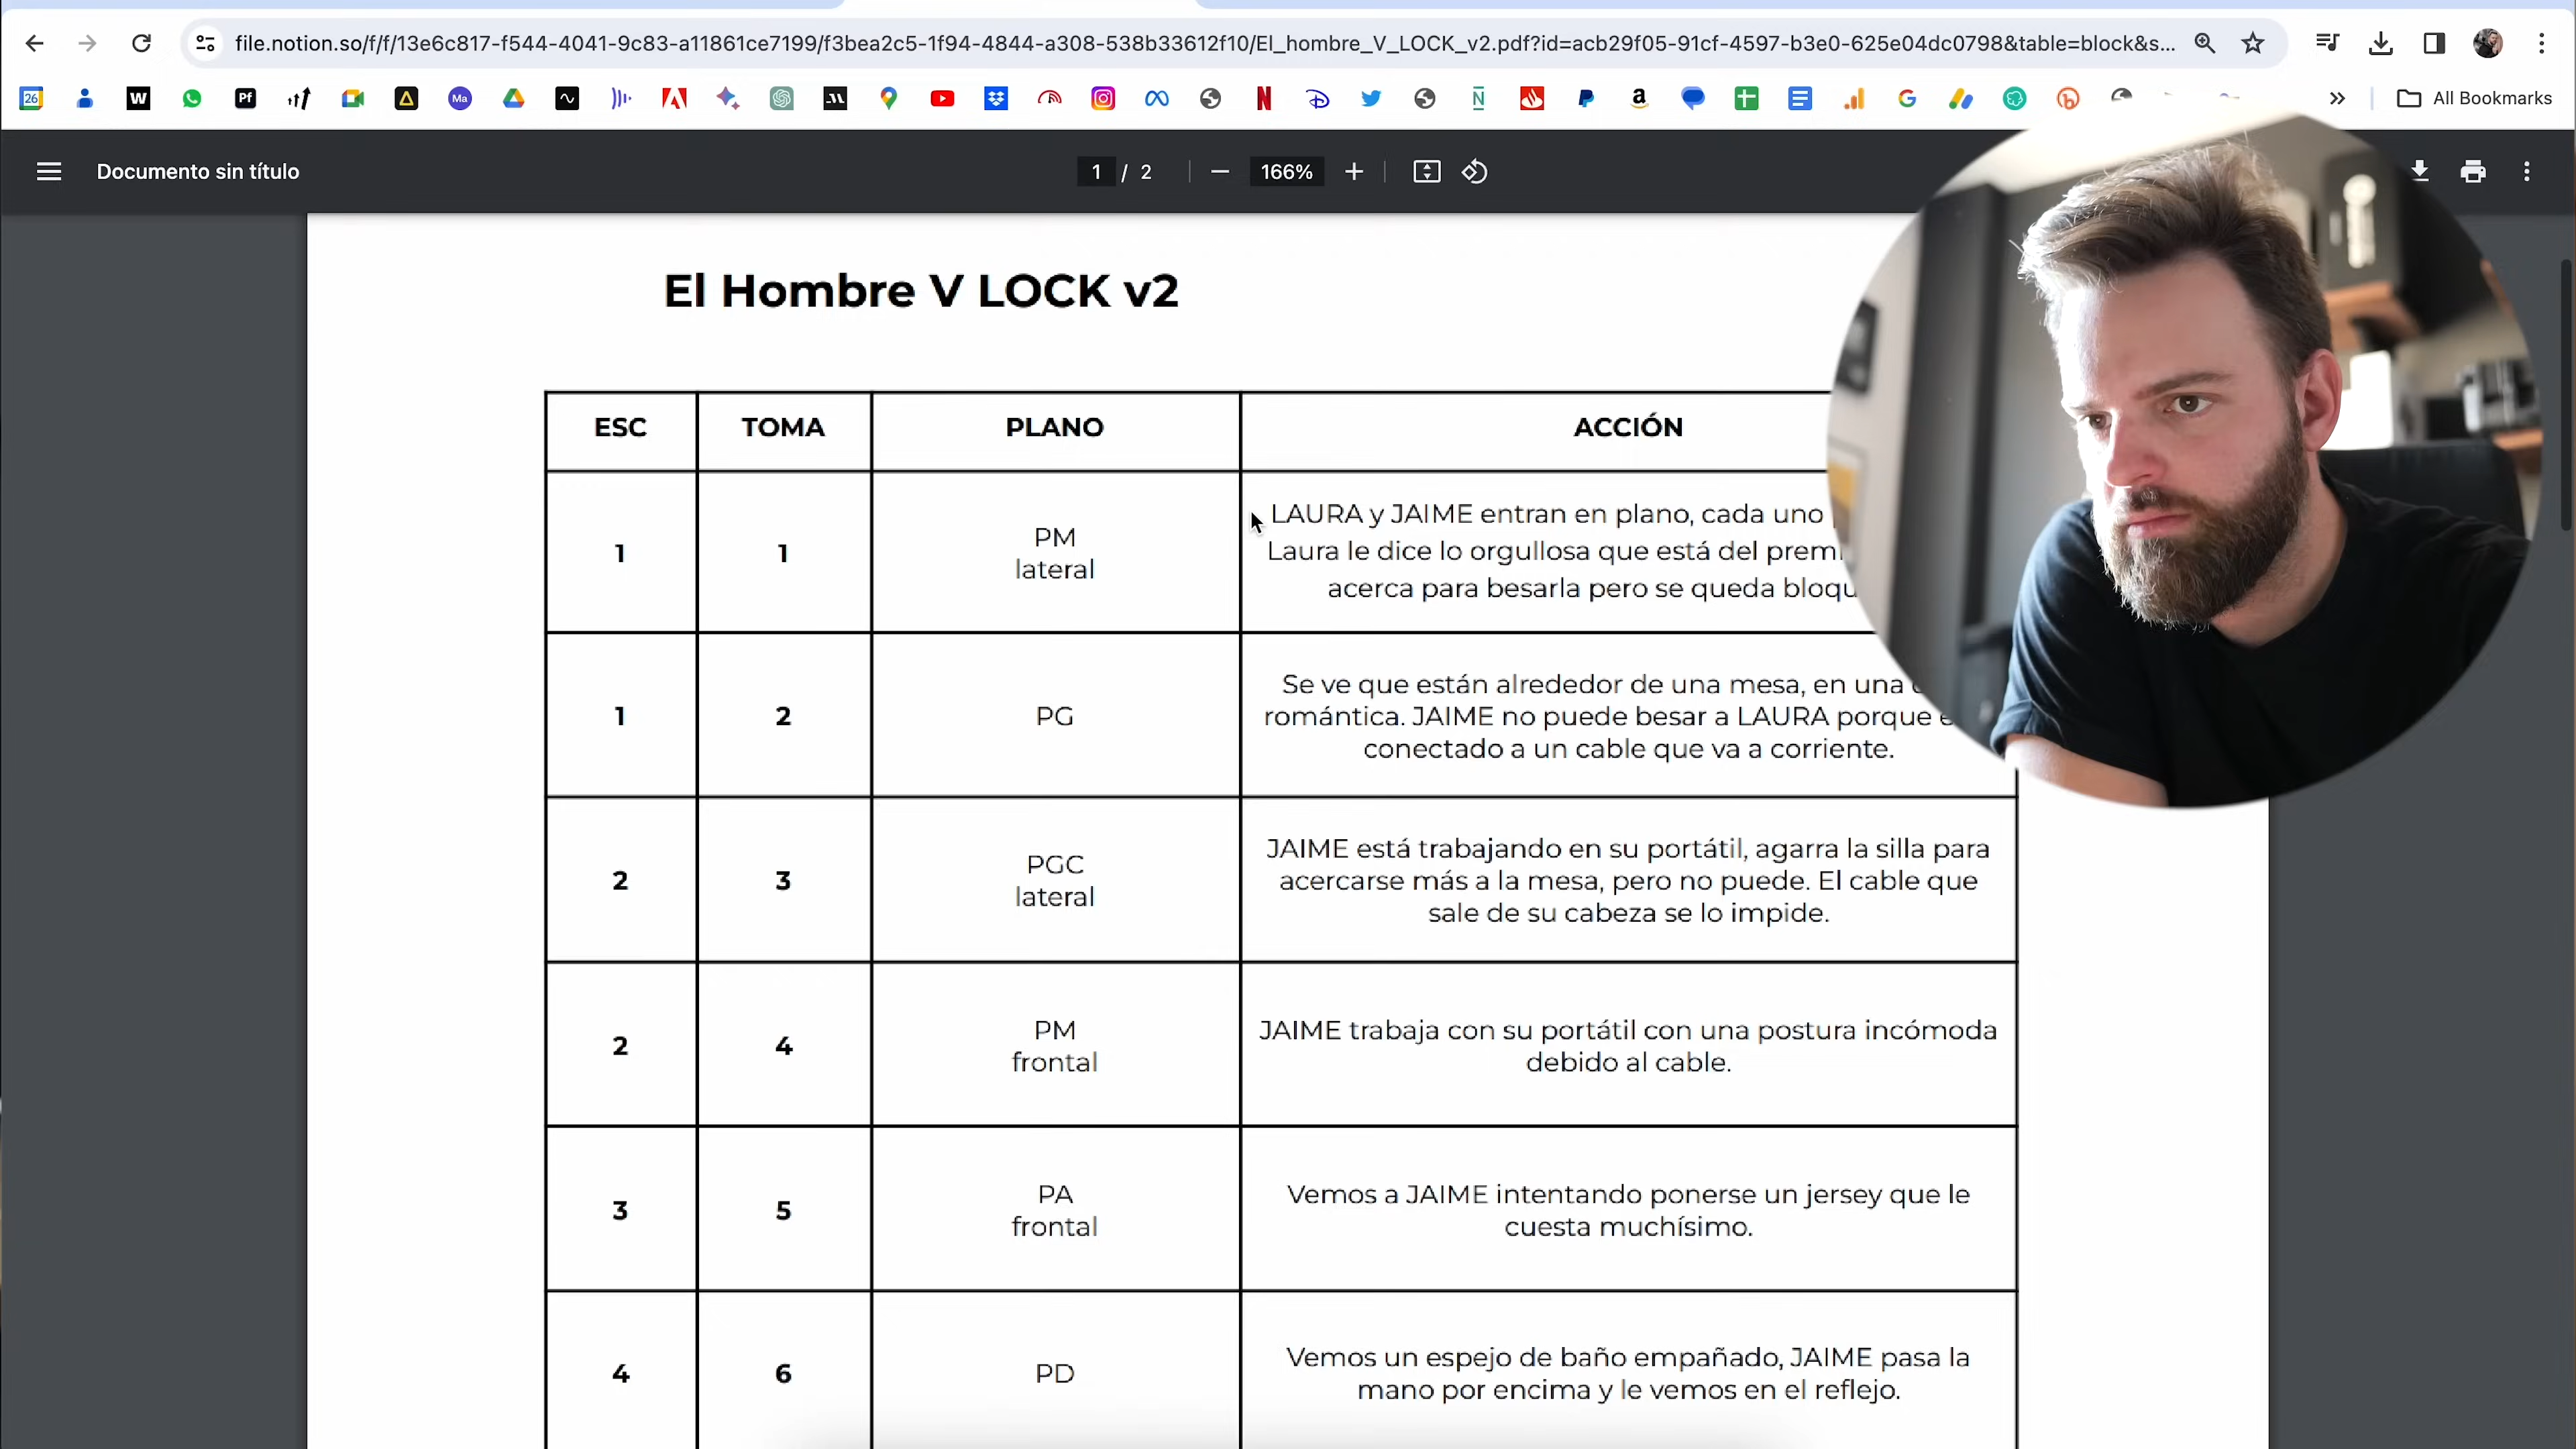 file.notion.so/f/f/13e6c817-f544-4041-9c83-a11861ce7199/f3bea2c5-1f94-4844-a308-538b33612f10/El_hombre_V_LOCK_v2.pdf?id=acb29f05-91cf-4597-b3e0-625e04dc0798&table=block&s...
26
W
Pf
Ma
N
All Bookmarks
Documento sin título
1 / 2
166%
El Hombre V LOCK v2
ESC TOMA PLANO ACCIÓN
1 1
PM
lateral
LAURA y JAIME entran en plano, cada uno
Laura le dice lo orgullosa que está del
acerca para besarla pero se queda
1 2 PG
Se ve que están alrededor de una mesa, en una
romántica. JAIME no puede besar a LAURA porque
conectado a un cable que va a corriente.
2 3
PGC
lateral
JAIME está trabajando en su portátil, agarra la silla para
acercarse más a la mesa, pero no puede. El cable que
sale de su cabeza se lo impide.
2 4
PM
frontal
JAIME trabaja con su portátil con una postura incómoda
debido al cable.
3 5
PA
frontal
Vemos a JAIME intentando ponerse un jersey que le
cuesta muchísimo.
4 6 PD
Vemos un espejo de baño empañado, JAIME pasa la
mano por encima y le vemos en el reflejo.